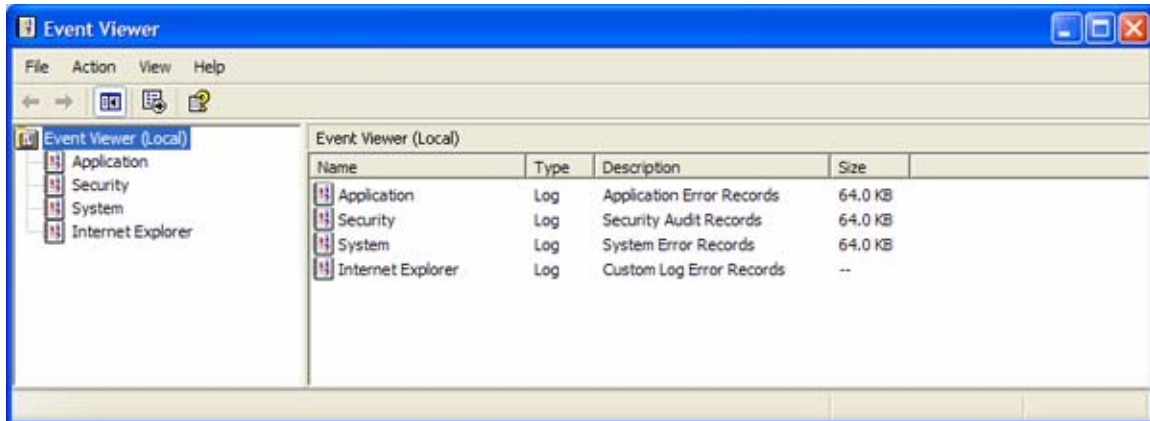 Event Viewer
File Action View Help
Event Viewer (Local)
Application
Security
System
Internet Explorer
Event Viewer (Local)
Name Type Description Size
Application Log Application Error Records 64.0 KB
Security Log Security Audit Records 64.0 KB
System Log System Error Records 64.0 KB
Internet Explorer Log Custom Log Error Records --